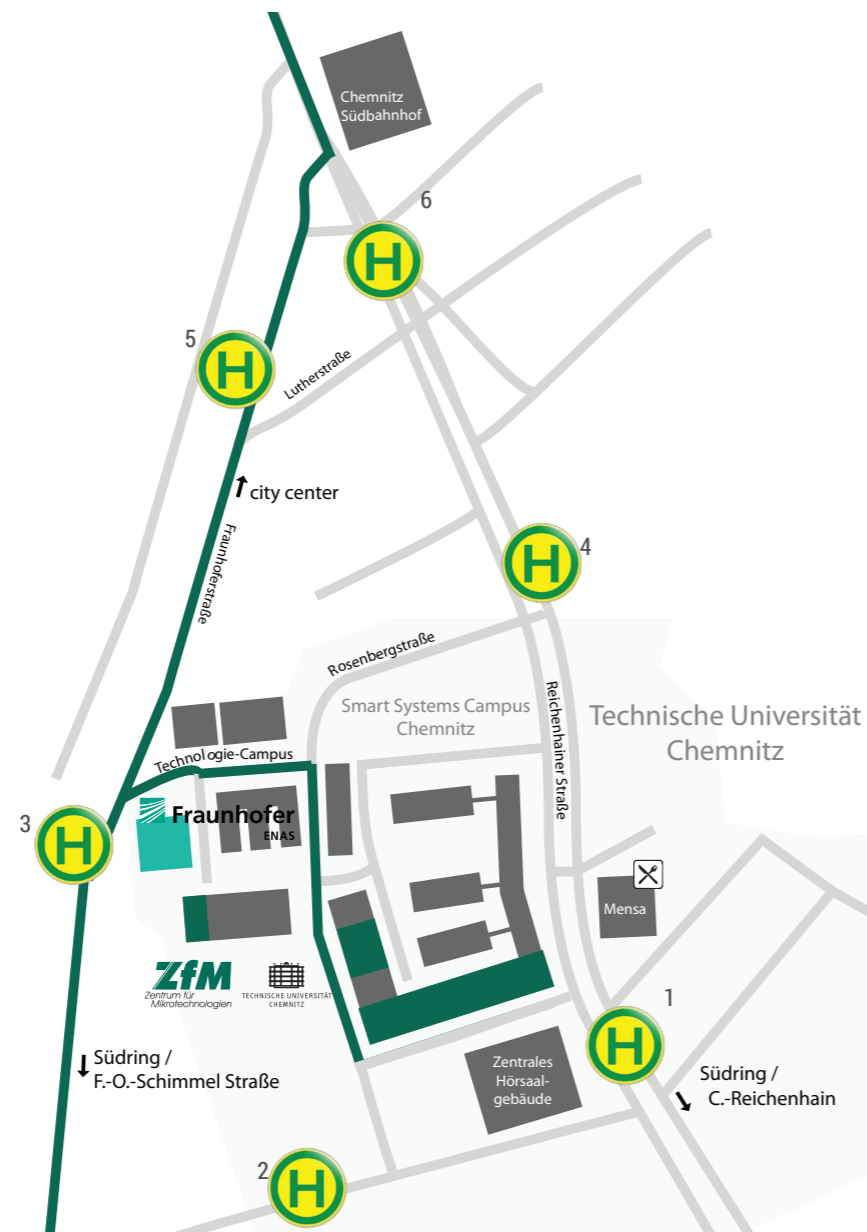 Chemnitz
Südbahnhof
6
H
5
H
Lutherstraße
city center
Fraunhoferstraße
H
4
Rosenbergstraße
Smart Systems Campus
Chemnitz
Reichenhainer Straße
Technische Universität
Chemnitz
Technologie-Campus
3
H
Fraunhofer
ENAS
Mensa
ZfM
Zentrum für
Mikrotechnologien
TECHNISCHE UNIVERSITÄT
CHEMNITZ
1
H
Südring /
F.-O.-Schimmel Straße
Zentrales
Hörsaal-
gebäude
Südring /
C.-Reichenhain
2
H